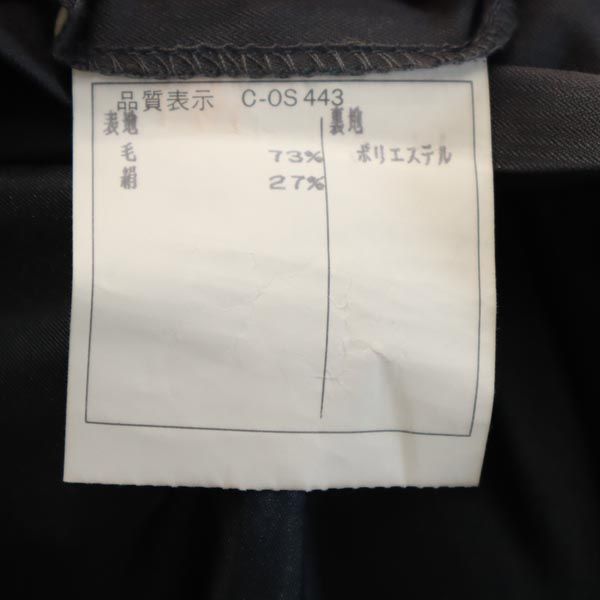 品質表示 C-OS 443
表地 裏地
毛 73% ポリエステル
絹 27%